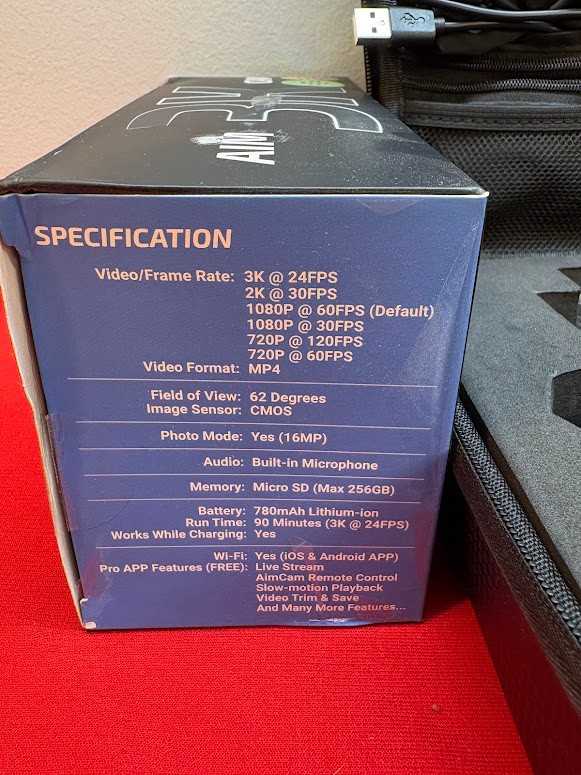 AIM
3K
SPECIFICATION
Video/Frame Rate: 3K @ 24FPS
2K @ 30FPS
1080P @ 60FPS (Default)
1080P @ 30FPS
720P @ 120FPS
720P @ 60FPS
Video Format: MP4
Field of View: 62 Degrees
Image Sensor: CMOS
Photo Mode: Yes (16MP)
Audio: Built-in Microphone
Memory: Micro SD (Max 256GB)
Battery: 780mAh Lithium-ion
Run Time: 90 Minutes (3K @ 24FPS)
Works While Charging: Yes
Wi-Fi: Yes (iOS & Android APP)
Pro APP Features (FREE): Live Stream
AimCam Remote Control
Slow-motion Playback
Video Trim & Save
And Many More Features...